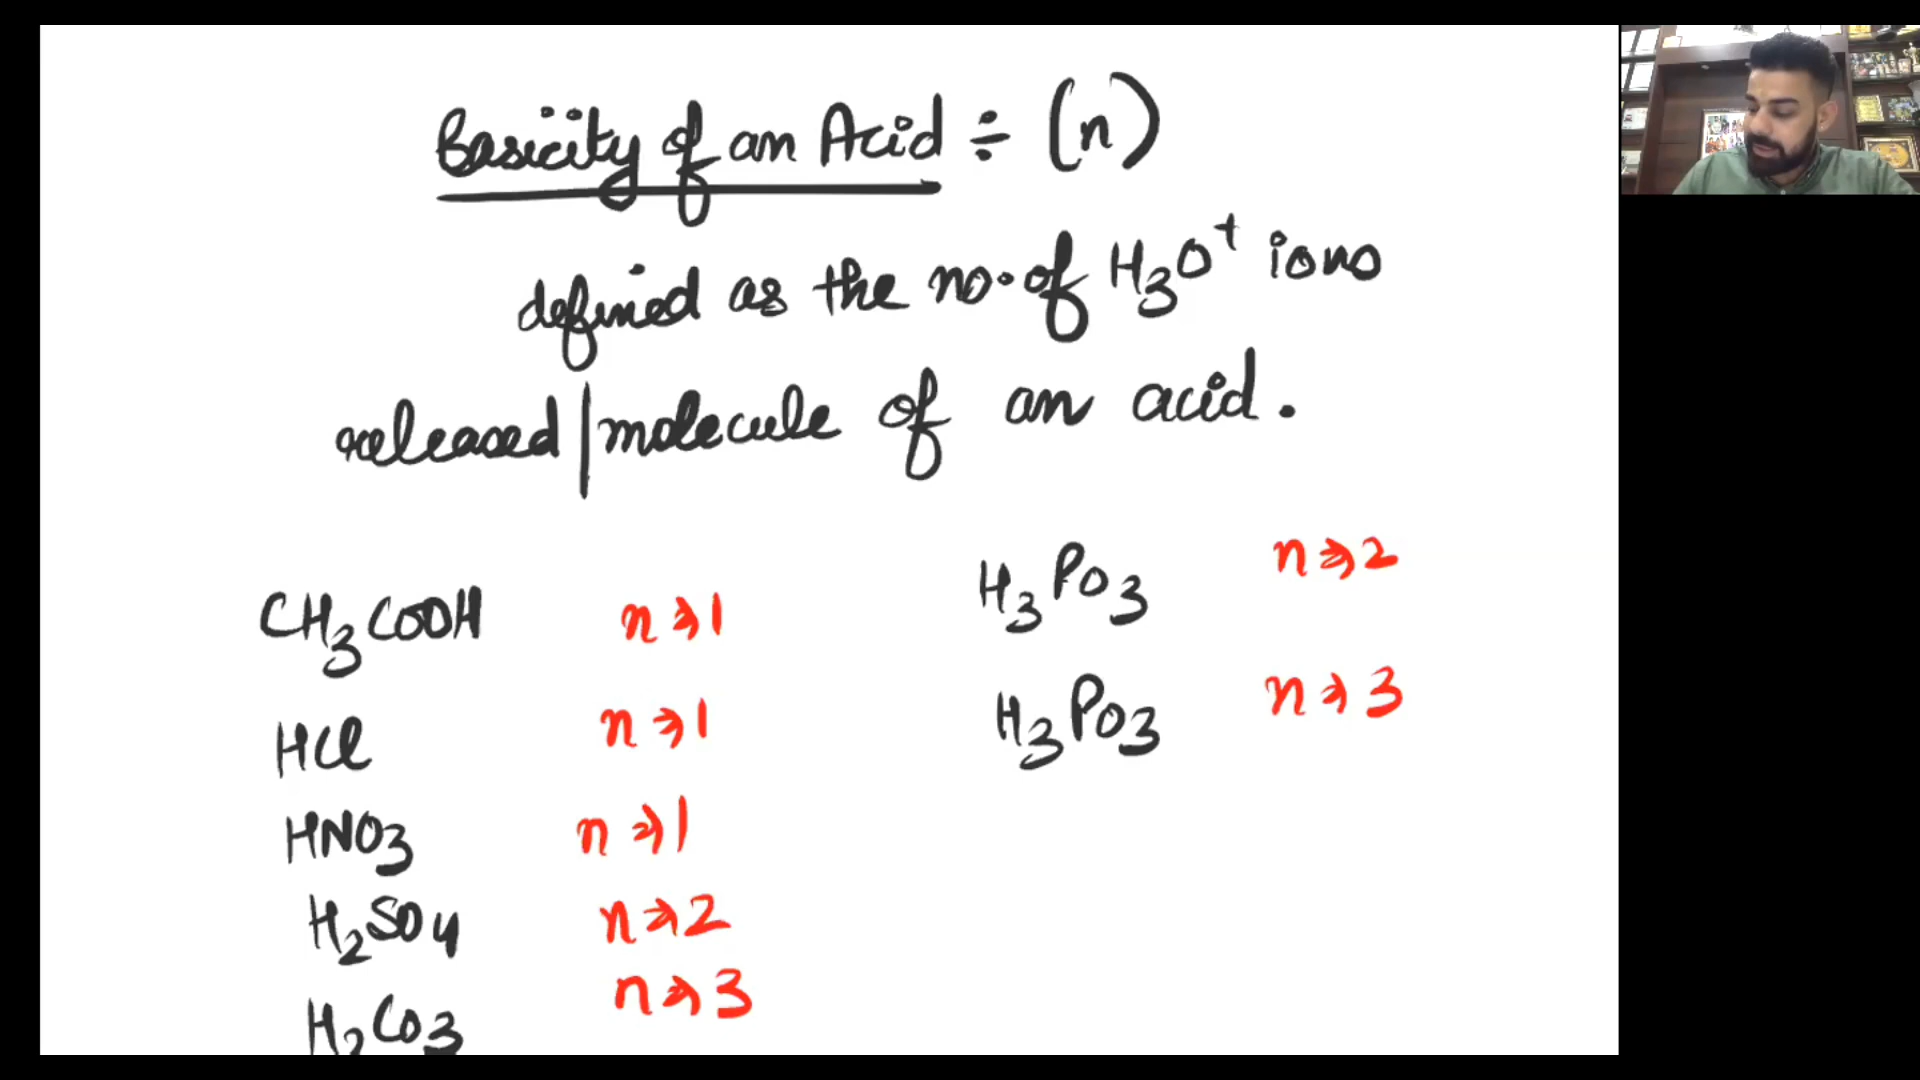 Basicity of an Acid ÷ (n)
defined as the no. of H₃O⁺ ions
released/molecule of an acid.
CH₃COOH n→1
HCl n→1
HNO₃ n→1
H₂SO₄ n→2
H₂CO₃ n→3
H₃PO₃ n→2
H₃PO₃ n→3